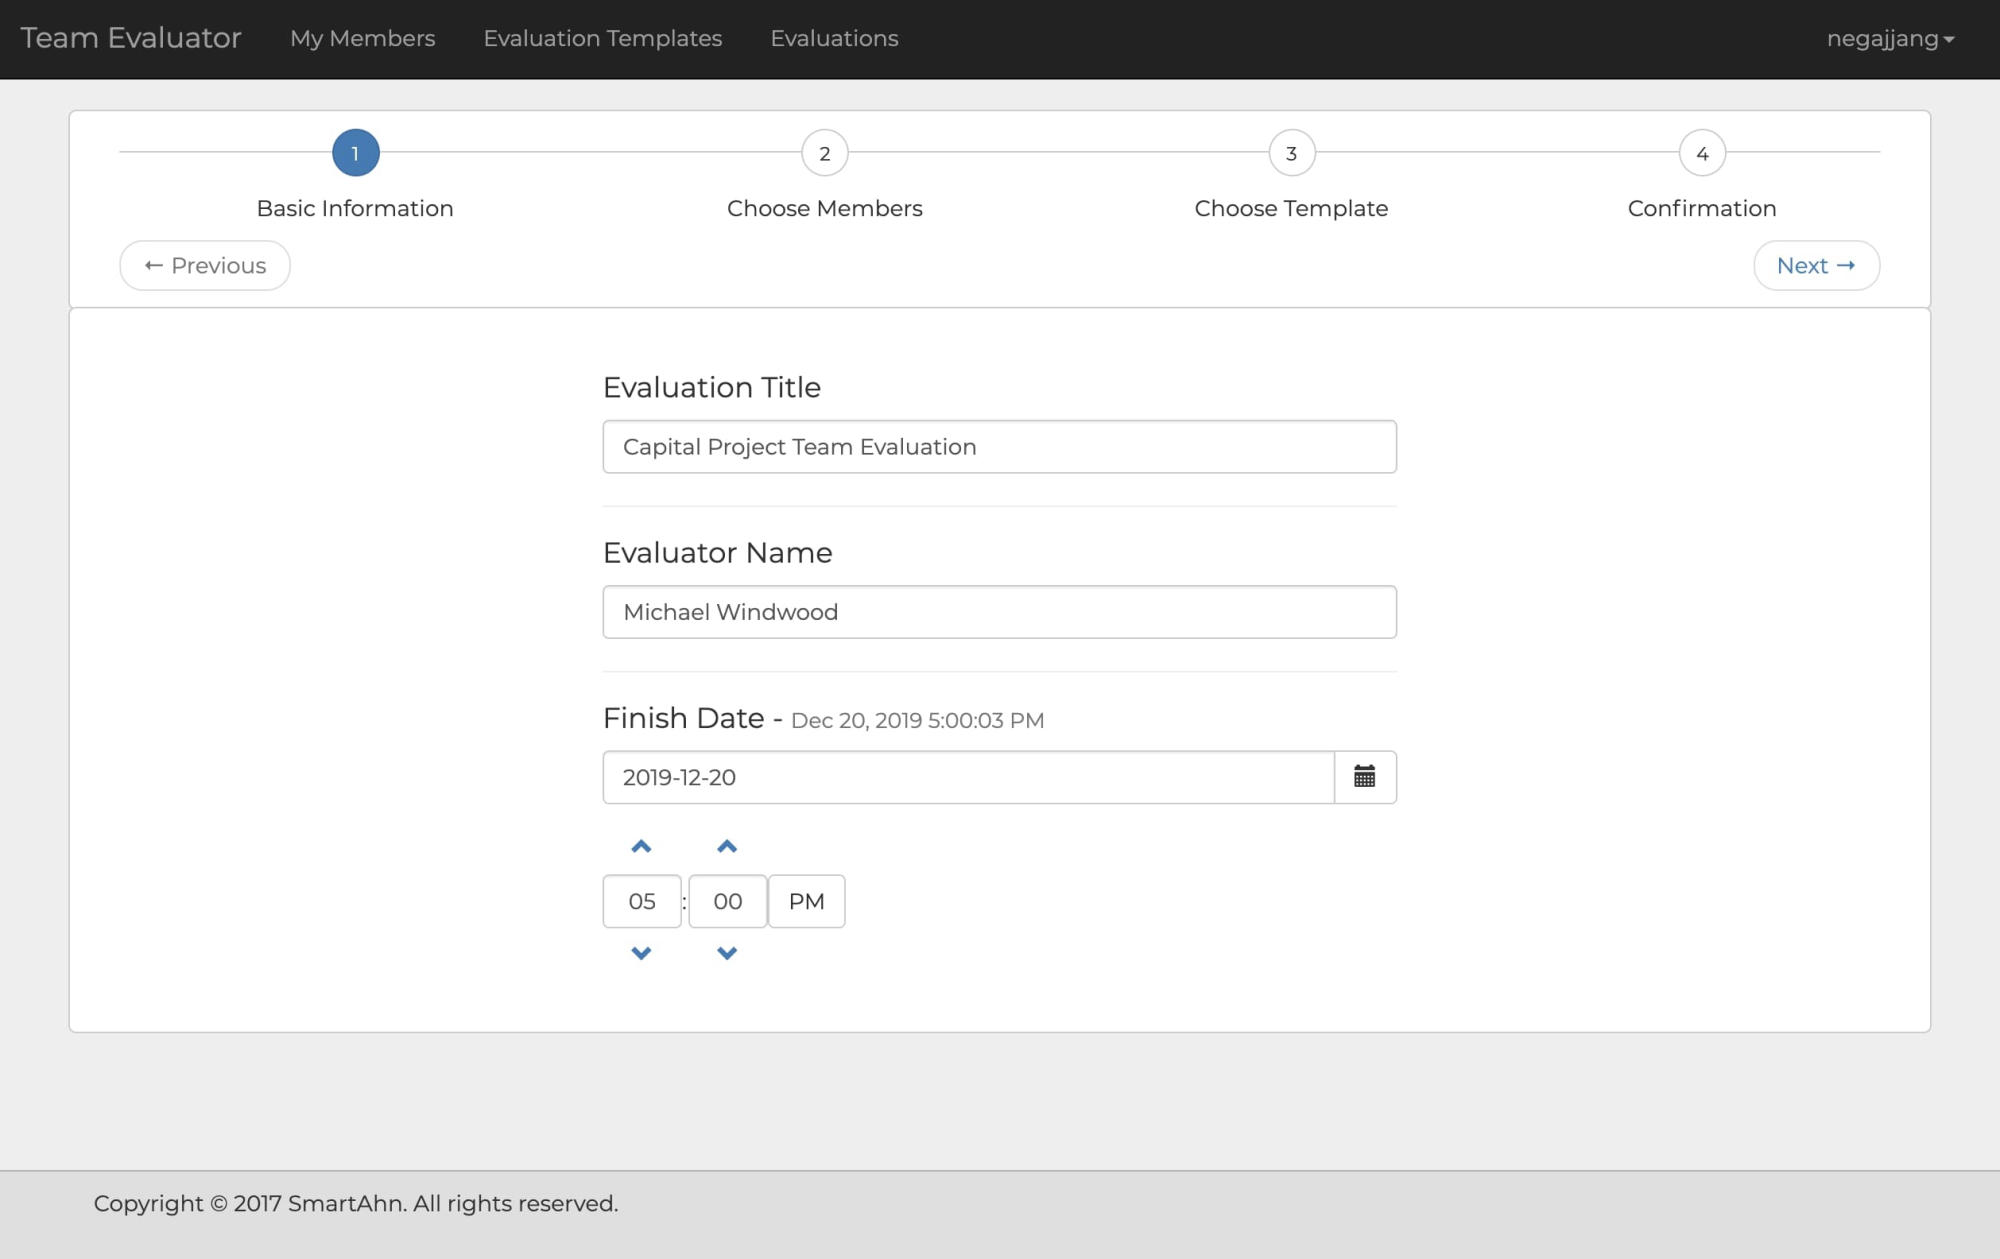 Team Evaluator My Members Evaluation Templates Evaluations negajjang
1 2 3 4
Basic Information Choose Members Choose Template Confirmation
← Previous Next →
Evaluation Title
Capital Project Team Evaluation
Evaluator Name
Michael Windwood
Finish Date - Dec 20, 2019 5:00:03 PM
2019-12-20
05 : 00 PM
Copyright © 2017 SmartAhn. All rights reserved.